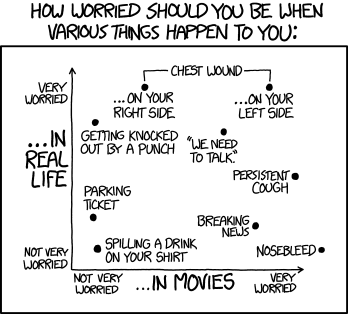 HOW WORRIED SHOULD YOU BE WHEN
VARIOUS THINGS HAPPEN TO YOU:
CHEST WOUND
VERY
WORRIED
...ON YOUR
RIGHT SIDE
...ON YOUR
LEFT SIDE
GETTING KNOCKED
OUT BY A PUNCH
"WE NEED
TO TALK."
...IN
REAL
LIFE
PERSISTENT
COUGH
PARKING
TICKET
BREAKING
NEWS
SPILLING A DRINK
ON YOUR SHIRT
NOSEBLEED
NOT VERY
WORRIED
NOT VERY
WORRIED
...IN MOVIES
VERY
WORRIED